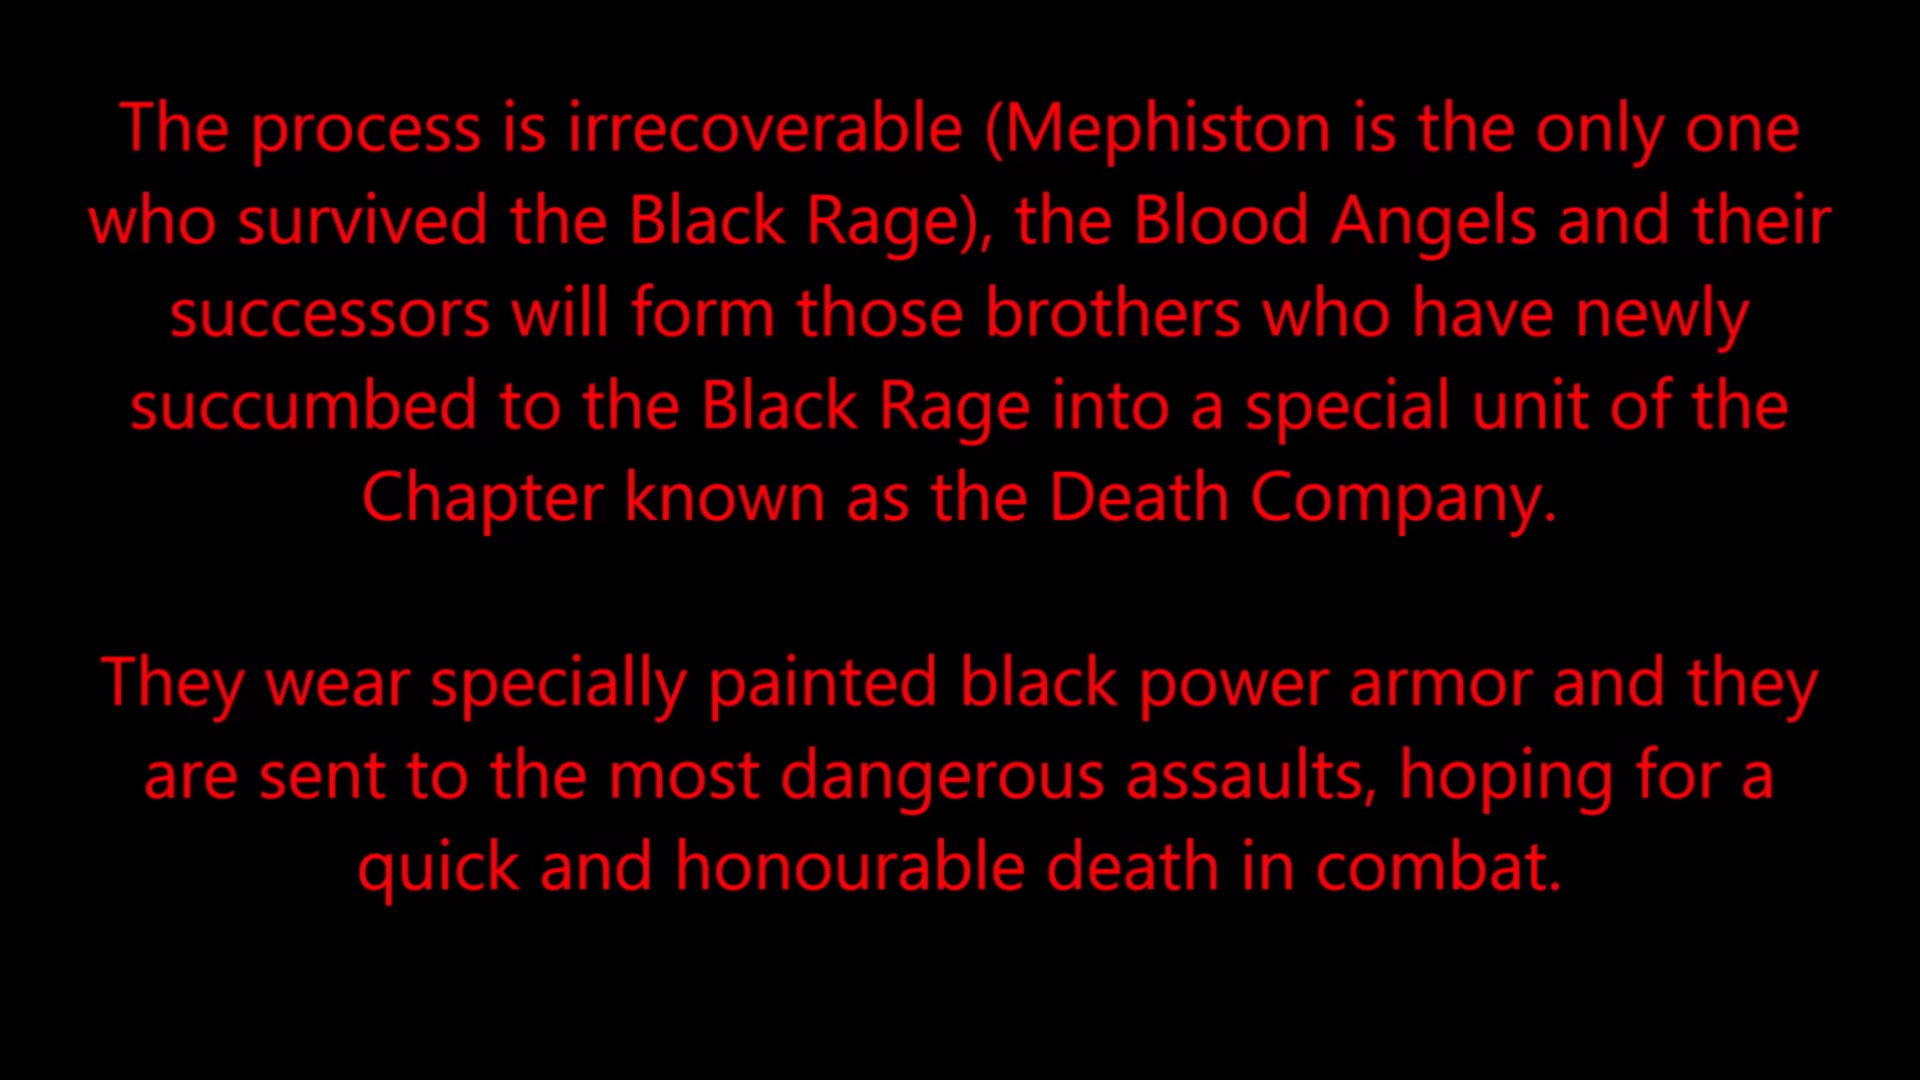 The process is irrecoverable (Mephiston is the only one
who survived the Black Rage), the Blood Angels and their
successors will form those brothers who have newly
succumbed to the Black Rage into a special unit of the
Chapter known as the Death Company.
They wear specially painted black power armor and they
are sent to the most dangerous assaults, hoping for a
quick and honourable death in combat.